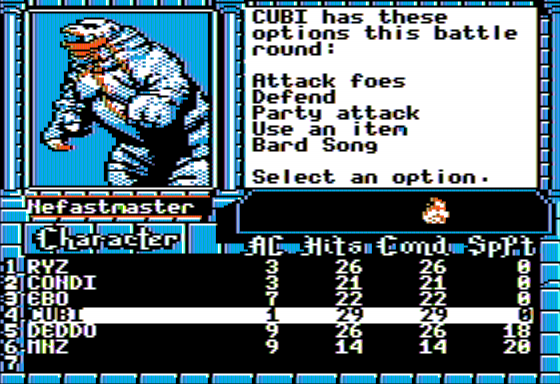 CUBI has these
options this battle
round:
Attack foes
Defend
Party attack
Use an item
Bard Song
Select an option.
Nefastmaster
Character AC Hits Cond SpPt
1 RYZ 3 26 26 0
2 CONDI 3 21 21 0
3 EBO 7 22 22 0
4 CUBI 1 29 29 0
5 DEDDO 9 26 26 18
6 MNZ 9 14 14 20
7